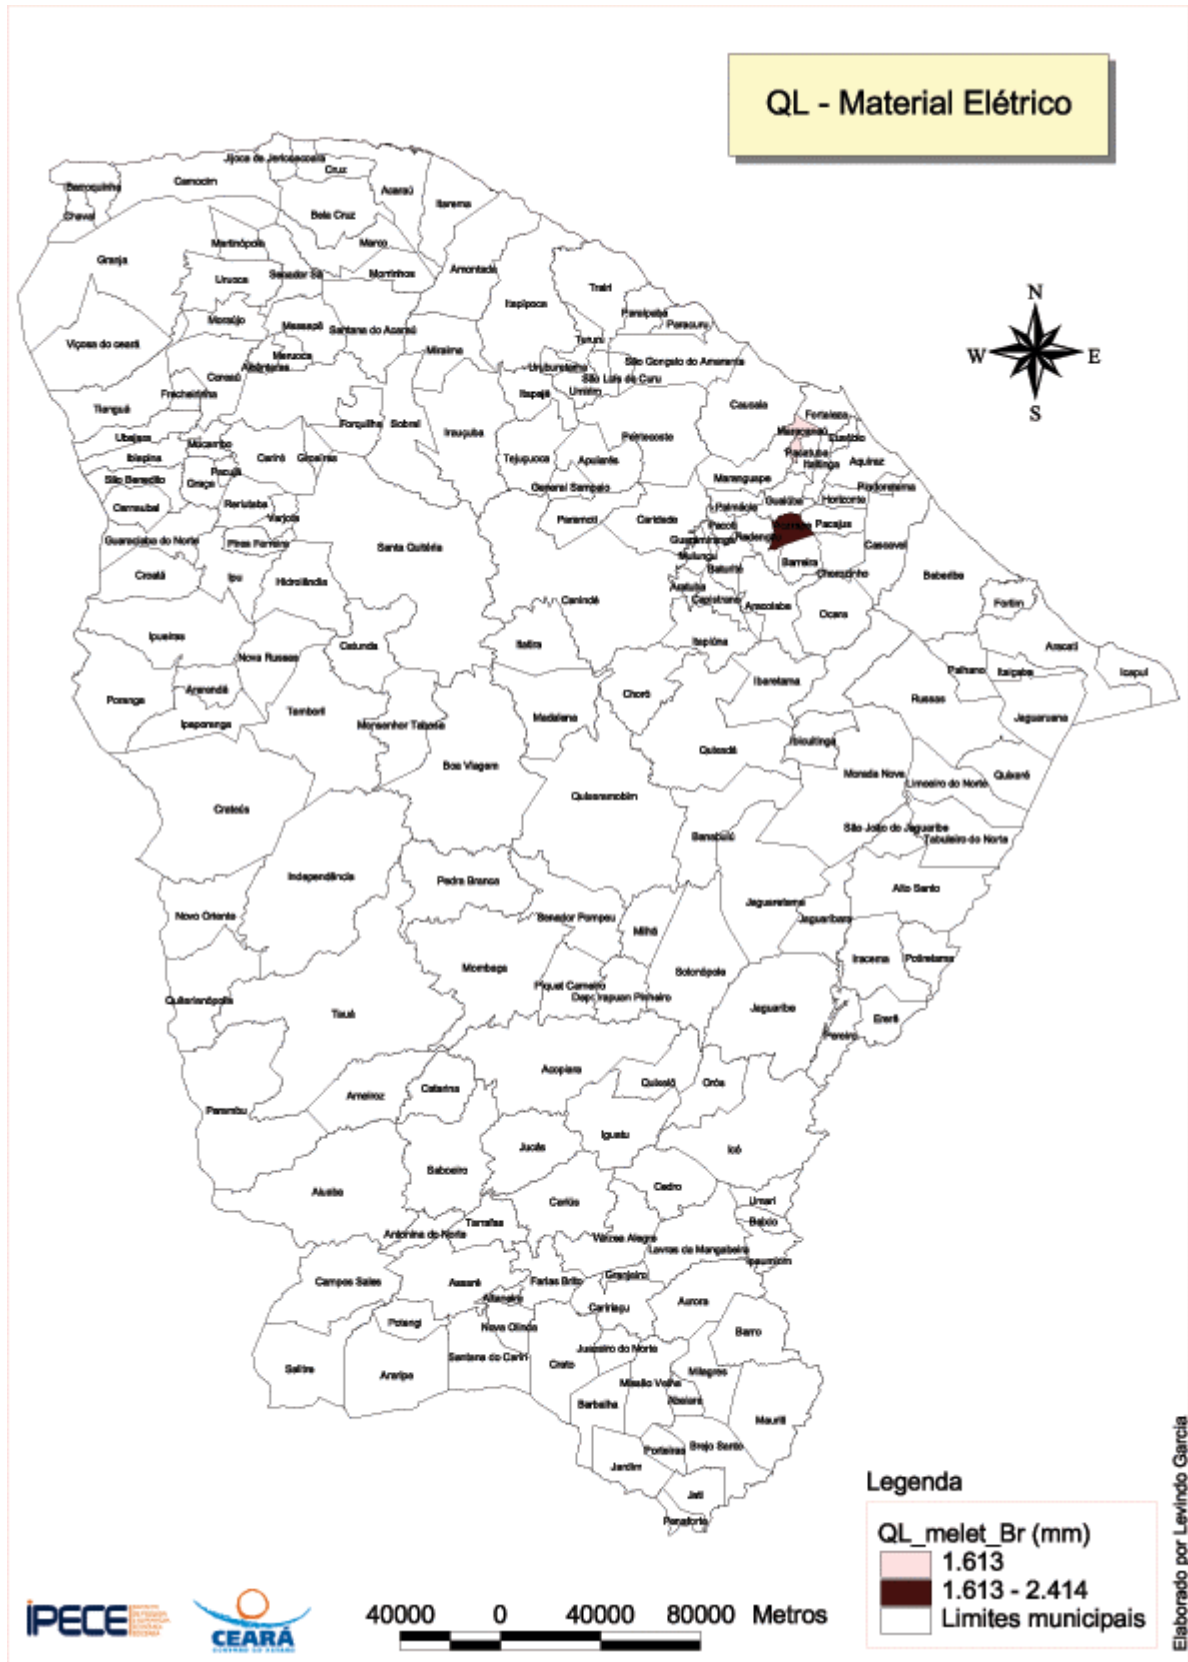 QL - Material Elétrico
Jijoca de Jericoacoara
Cruz
Barroquinha
Camocim
Acaraú
Itarema
Chaval
Bela Cruz
Martinópole
Marco
Granja
Uruoca
Senador Sá
Morrinhos
Amontada
Trairi
Itapipoca
Moraújo
Massapê
Santana do Acaraú
Paraipaba
Paracuru
Viçosa do ceará
Meruoca
Miraíma
Tururu
São Gonçalo do Amarante
Coreaú
Alcântaras
Uruburetama
São Luís do Curu
Frecheirinha
Itapajé
Umirim
Tianguá
Forquilha
Sobral
Irauçuba
Caucaia
Fortaleza
Ubajara
Mucambo
Pentecoste
Maracanaú
Eusébio
Ibiapina
Pacujá
Cariré
Groaíras
Tejuçuoca
Apuiarés
Pacatuba
Itaitinga
Aquiraz
São Benedito
Graça
General Sampaio
Maranguape
Pindoretama
Carnaubal
Reriutaba
Varjota
Paramoti
Caridade
Palmácia
Guaiúba
Horizonte
Guaraciaba do Norte
Pires Ferreira
Santa Quitéria
Pacoti
Redenção
Pacajus
Cascavel
Guaramiranga
Mulungu
Croatá
Ipu
Hidrolândia
Baturité
Barreira
Chorozinho
Beberibe
Aratuba
Capistrano
Canindé
Aracoiaba
Ocara
Fortim
Ipueiras
Nova Russas
Catunda
Itatira
Itapiúna
Aracati
Poranga
Ararendá
Choró
Ibaretama
Palhano
Itaiçaba
Icapuí
Ipaporanga
Tamboril
Monsenhor Tabosa
Madalena
Russas
Jaguaruana
Boa Viagem
Quixadá
Ibicuitinga
Crateús
Quixeramobim
Morada Nova
Limoeiro do Norte
Quixeré
Banabuiú
São João do Jaguaribe
Tabuleiro do Norte
Independência
Pedra Branca
Alto Santo
Novo Oriente
Senador Pompeu
Milhã
Jaguaretama
Jaguaribara
Mombaça
Solonópole
Iracema
Potiretama
Piquet Carneiro
Quiterianópolis
Tauá
Jaguaribe
Ererê
Pereiro
Acopiara
Quixelô
Orós
Parambu
Arneiroz
Catarina
Jucás
Iguatu
Icó
Saboeiro
Aiuaba
Cariús
Cedro
Umari
Baixio
Antonina do Norte
Tarrafas
Várzea Alegre
Lavras da Mangabeira
Ipaumirim
Campos Sales
Assaré
Farias Brito
Granjeiro
Altaneira
Caririaçu
Aurora
Potengi
Nova Olinda
Barro
Salitre
Araripe
Santana do Cariri
Crato
Juazeiro do Norte
Milagres
Missão Velha
Abaiara
Barbalha
Mauriti
Porteiras
Brejo Santo
Jardim
Jati
Penaforte
N
W
E
S
Legenda
QL_melet_Br (mm)
1.613
1.613 - 2.414
Limites municipais
IPECE
CEARÁ
GOVERNO DO ESTADO
40000 0 40000 80000 Metros
Elaborado por Levindo Garcia